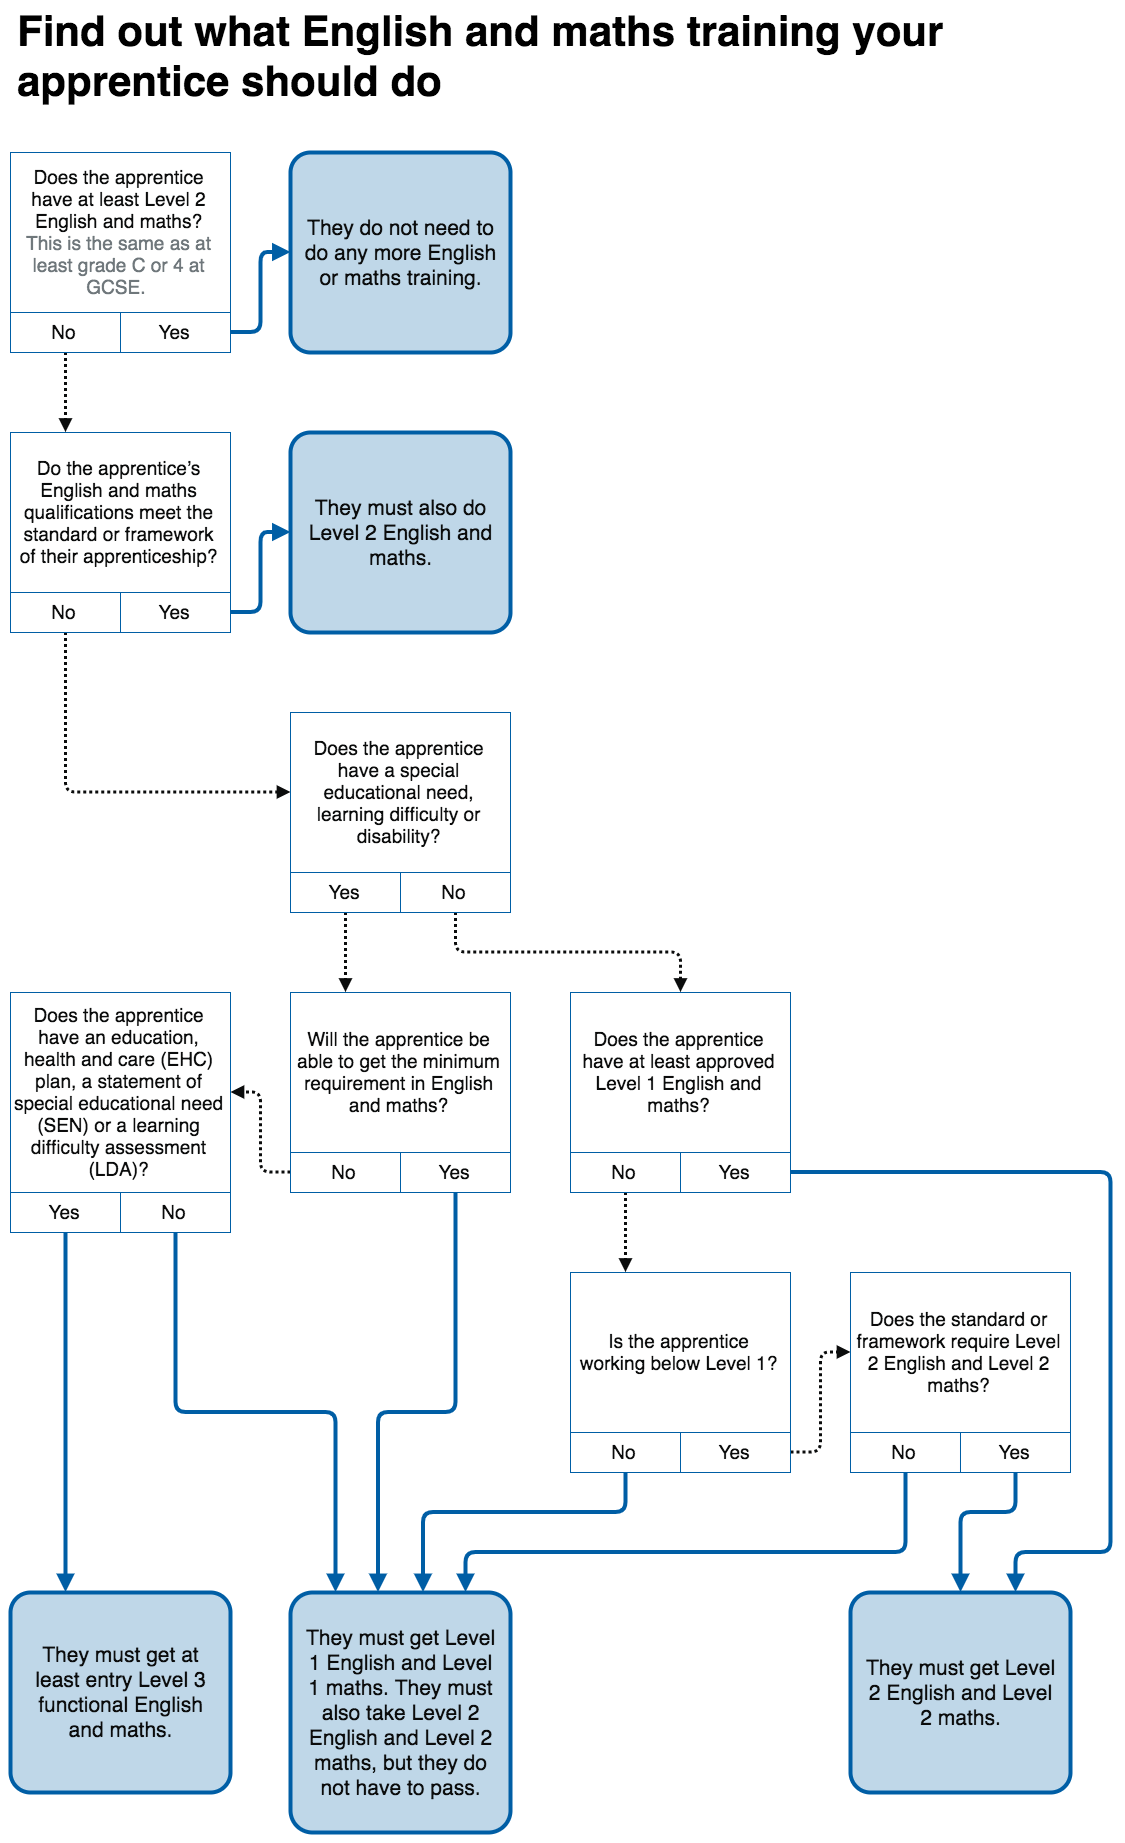 Find out what English and maths training your
apprentice should do
Does the apprentice
have at least Level 2
English and maths?
This is the same as at
least grade C or 4 at
GCSE.
No
Yes
They do not need to
do any more English
or maths training.
Do the apprentice’s
English and maths
qualifications meet the
standard or framework
of their apprenticeship?
No
Yes
They must also do
Level 2 English and
maths.
Does the apprentice
have a special
educational need,
learning difficulty or
disability?
Yes
No
Does the apprentice
have an education,
health and care (EHC)
plan, a statement of
special educational need
(SEN) or a learning
difficulty assessment
(LDA)?
Yes
No
Will the apprentice be
able to get the minimum
requirement in English
and maths?
No
Yes
Does the apprentice
have at least approved
Level 1 English and
maths?
No
Yes
Is the apprentice
working below Level 1?
No
Yes
Does the standard or
framework require Level
2 English and Level 2
maths?
No
Yes
They must get at
least entry Level 3
functional English
and maths.
They must get Level
1 English and Level
1 maths. They must
also take Level 2
English and Level 2
maths, but they do
not have to pass.
They must get Level
2 English and Level
2 maths.